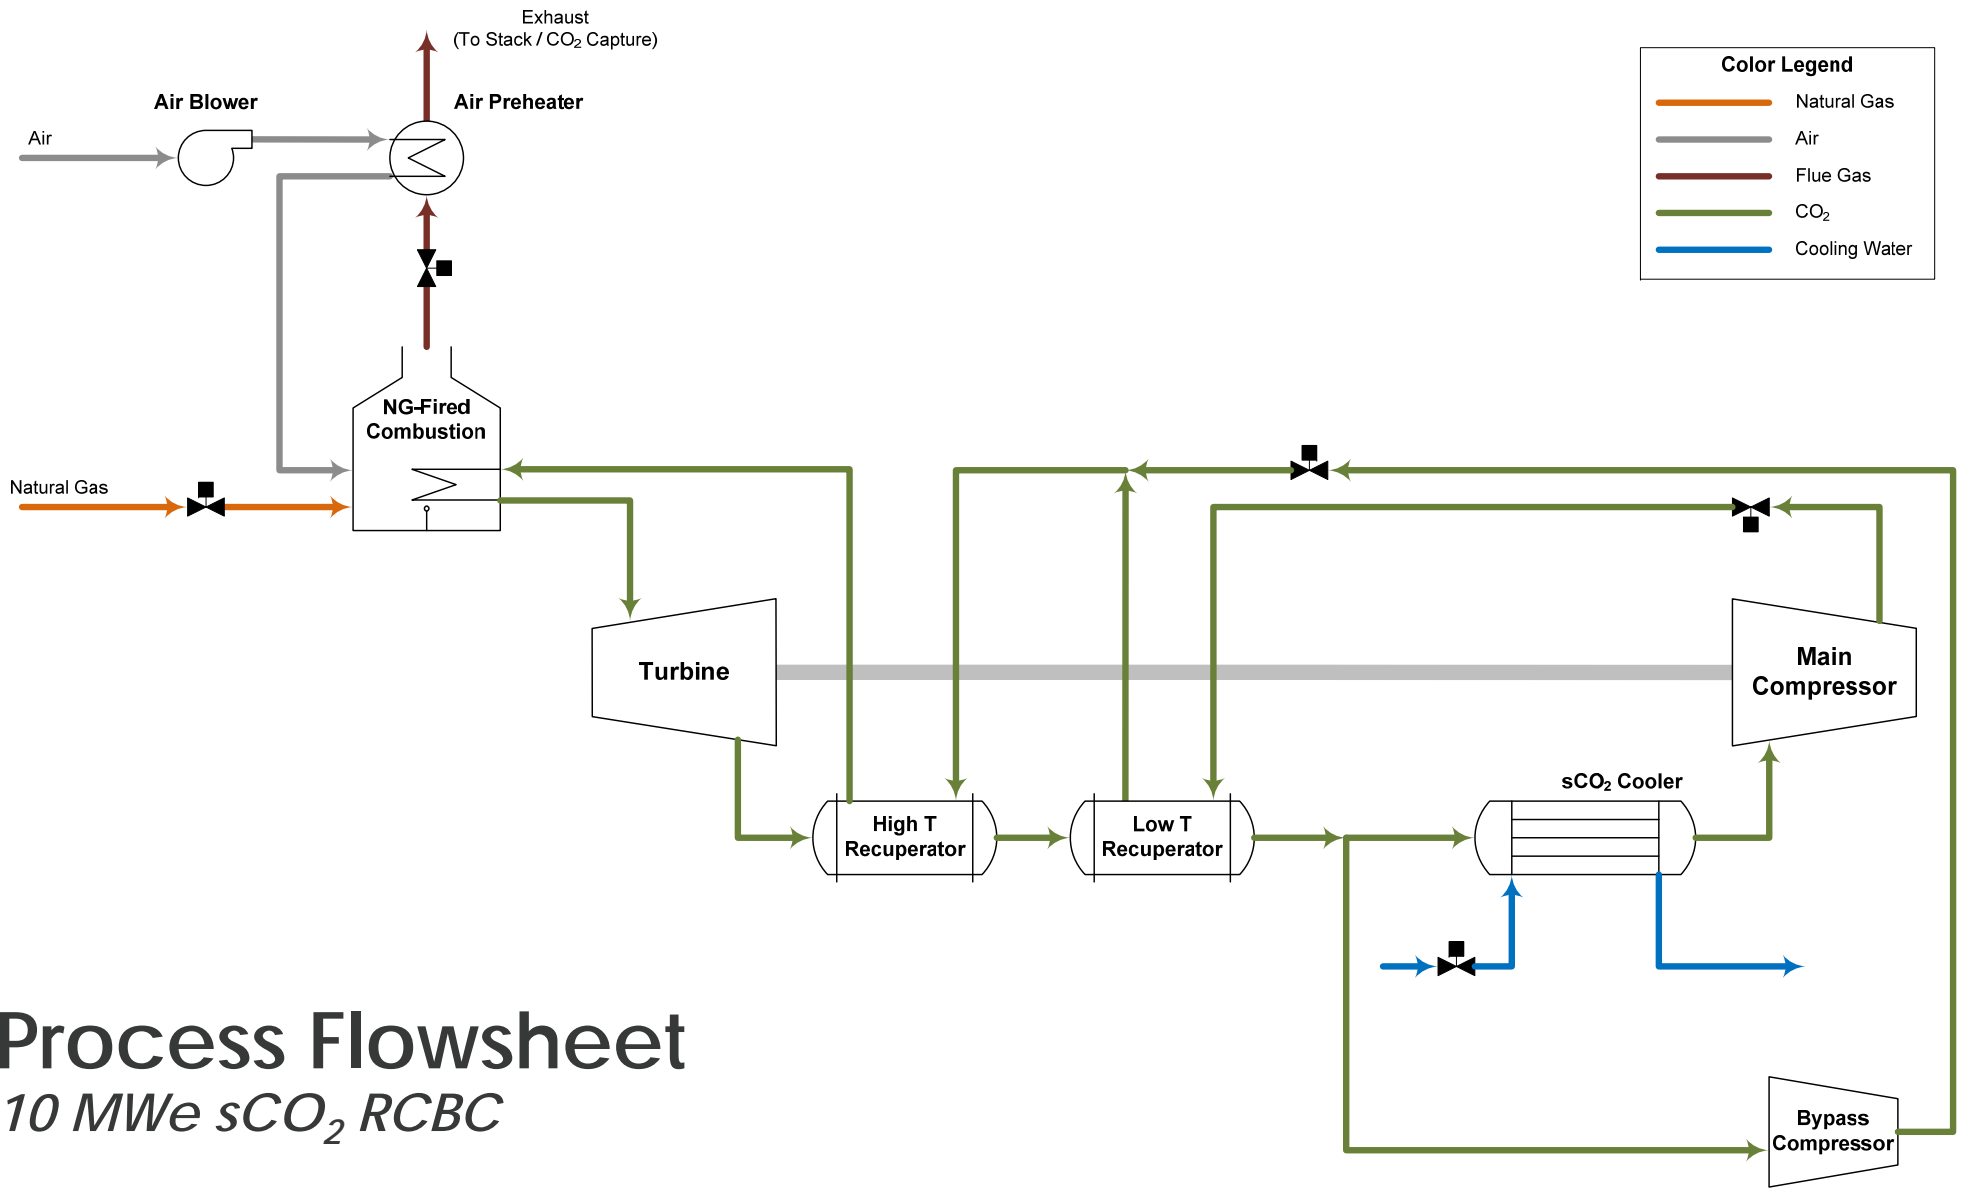 Exhaust
(To Stack / CO₂ Capture)
Air Blower
Air Preheater
Air
Color Legend
Natural Gas
Air
Flue Gas
CO₂
Cooling Water
NG-Fired
Combustion
Natural Gas
Turbine
Main
Compressor
High T
Recuperator
Low T
Recuperator
sCO₂ Cooler
Process Flowsheet
10 MWe sCO₂ RCBC
Bypass
Compressor